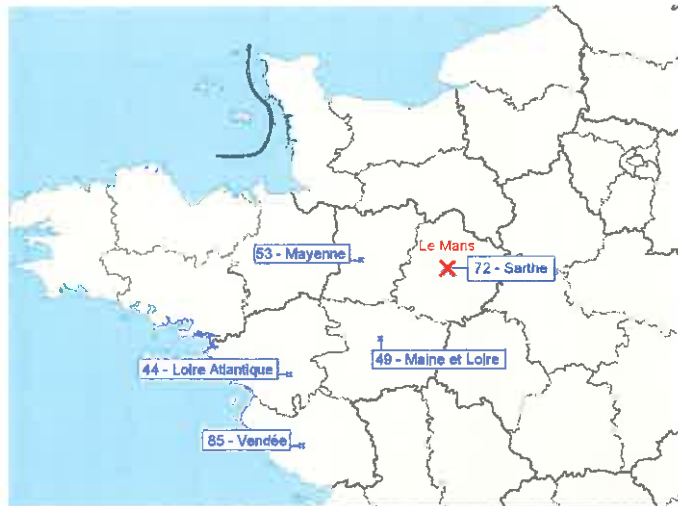 Le Mans
53 - Mayenne
72 - Sarthe
49 - Maine et Loire
44 - Loire Atlantique
85 - Vendée